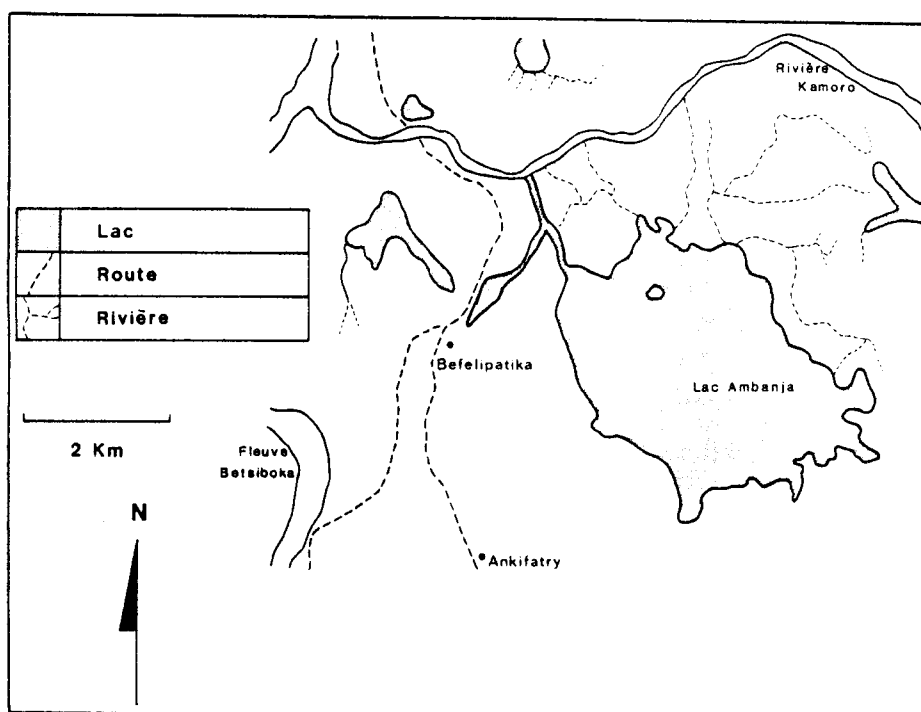 Rivière
Kamoro
Lac
Route
Rivière
Befelipatika
Lac Ambanja
2 Km
Fleuve
Betsiboka
N
Ankifatry